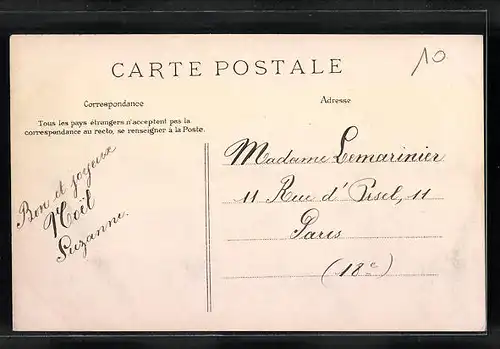 10
CARTE POSTALE
Correspondance
Adresse
Tous les pays étrangers n'acceptent pas la
correspondance au recto, se renseigner à la Poste.
Bon et joyeux
Noël
Suzanne.
Madame Lemarinier
11 Rue d'Orsel, 11
Paris
(18e)